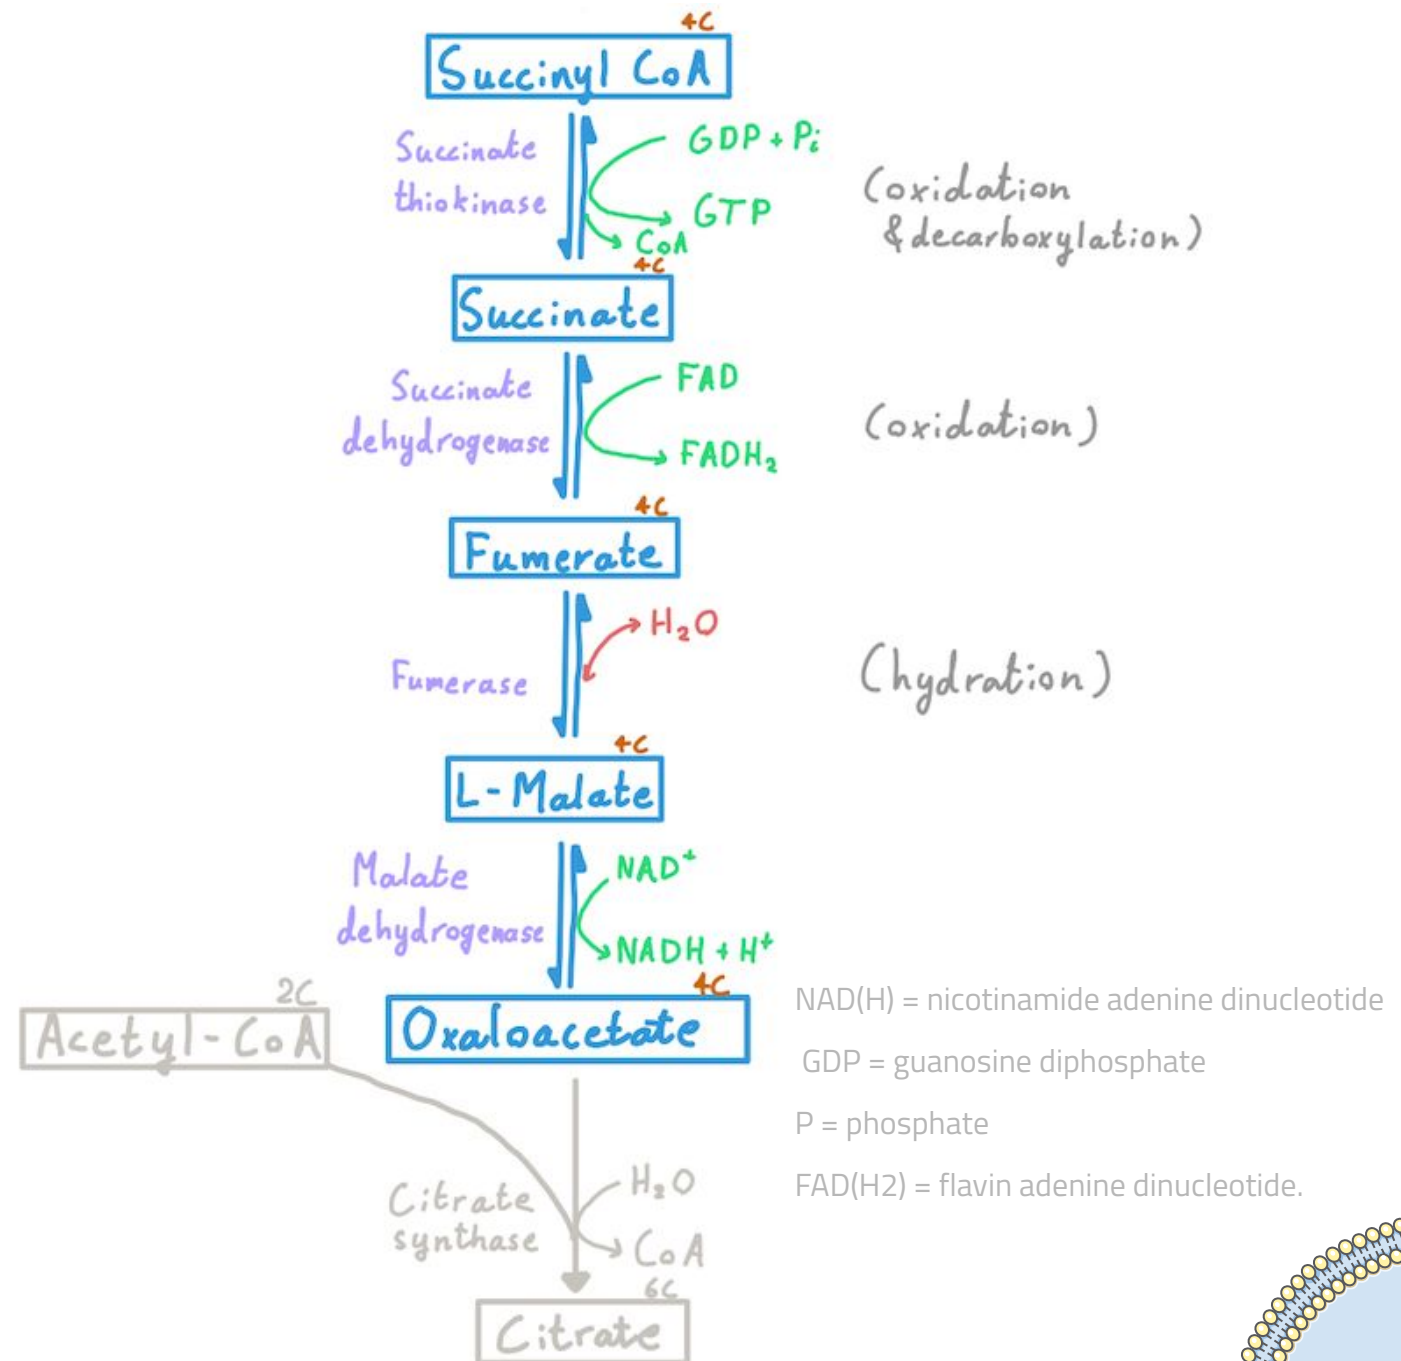 4C
Succinyl CoA
Succinate
thiokinase
GDP + Pi
GTP
CoA
(oxidation
& decarboxylation)
4C
Succinate
Succinate
dehydrogenase
FAD
FADH₂
(oxidation)
4C
Fumerate
H₂O
Fumerase
(hydration)
4C
L-Malate
Malate
dehydrogenase
NAD⁺
NADH + H⁺
4C
Oxaloacetate
2C
Acetyl-CoA
NAD(H) = nicotinamide adenine dinucleotide
GDP = guanosine diphosphate
P = phosphate
FAD(H2) = flavin adenine dinucleotide.
Citrate
synthase
H₂O
CoA
6C
Citrate